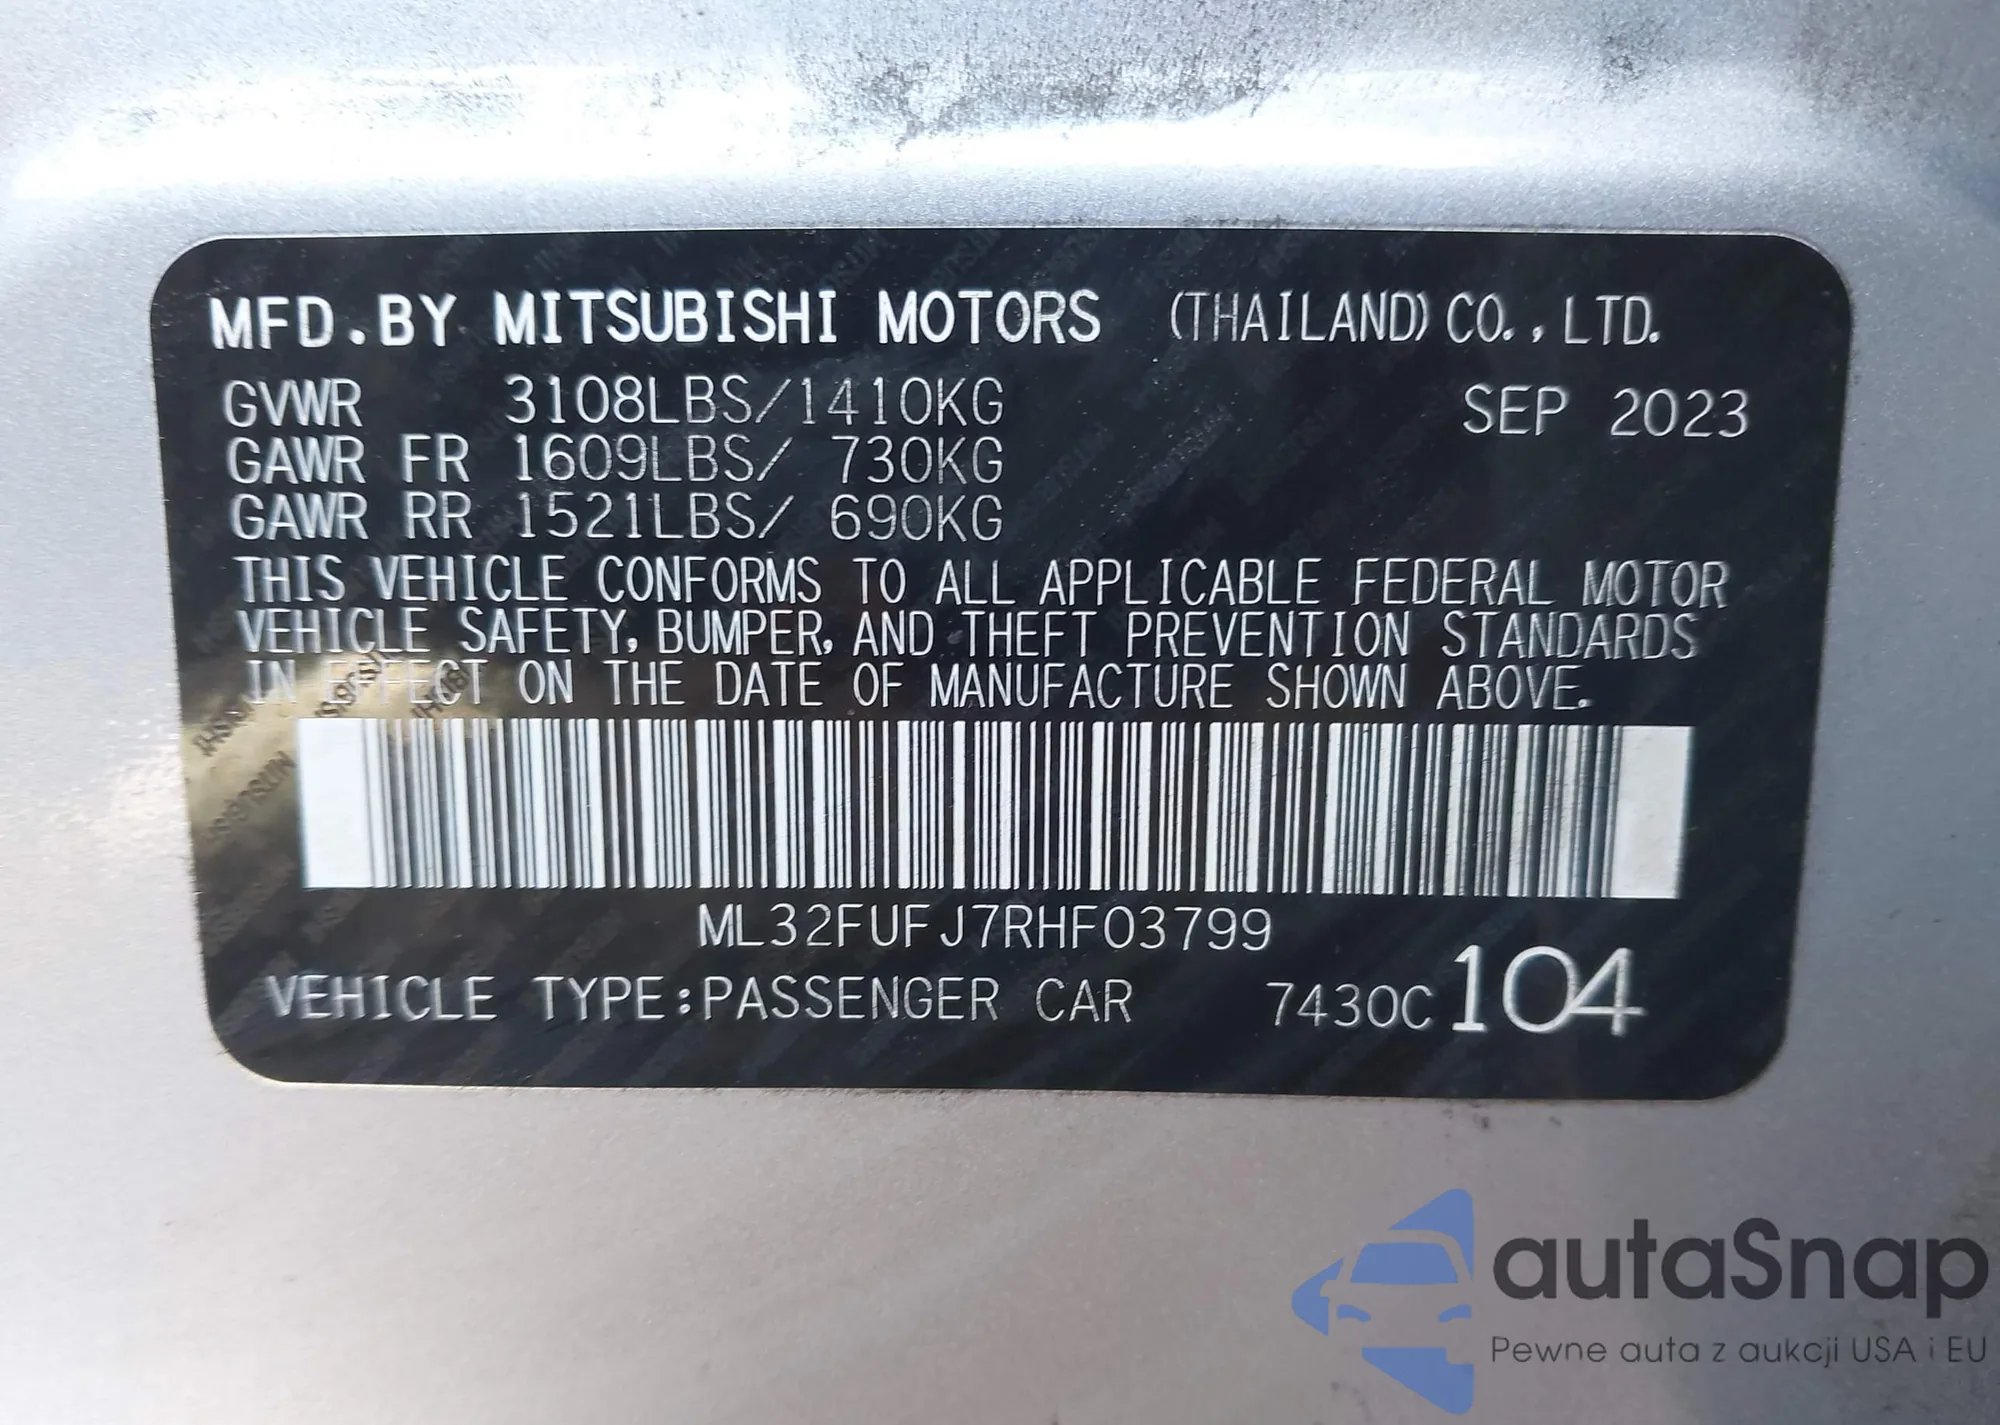 MFD.BY MITSUBISHI MOTORS (THAILAND) CO.,LTD.
GVWR 3108LBS/1410KG SEP 2023
GAWR FR 1609LBS/ 730KG
GAWR RR 1521LBS/ 690KG
THIS VEHICLE CONFORMS TO ALL APPLICABLE FEDERAL MOTOR
VEHICLE SAFETY, BUMPER, AND THEFT PREVENTION STANDARDS
IN EFFECT ON THE DATE OF MANUFACTURE SHOWN ABOVE.
ML32FUFJ7RHF03799
VEHICLE TYPE:PASSENGER CAR 7430C 104
autaSnap
Pewne auta z aukcji USA i EU